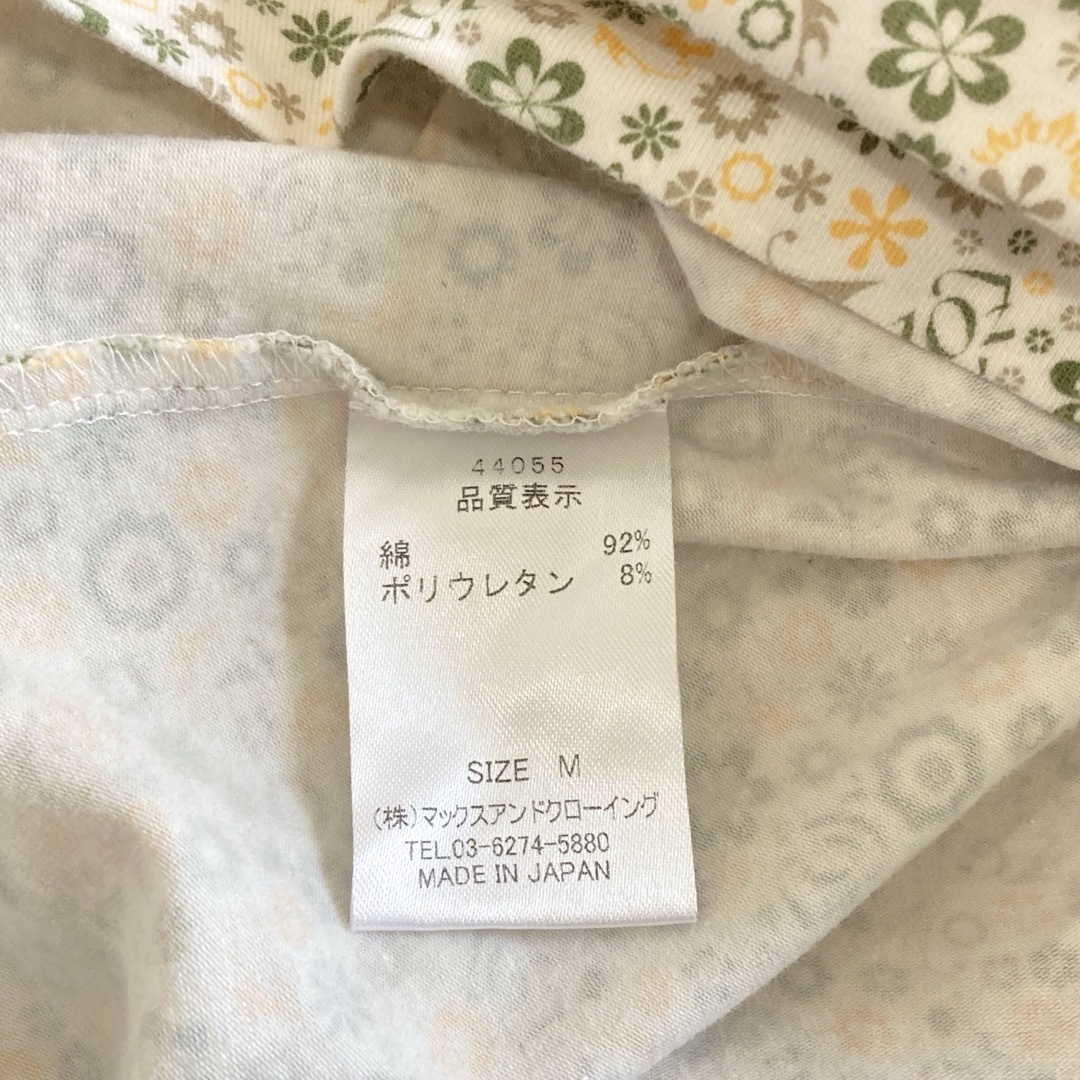 44055
品質表示
綿 92%
ポリウレタン 8%
SIZE M
(株)マックスアンドクローイング
TEL.03-6274-5880
MADE IN JAPAN